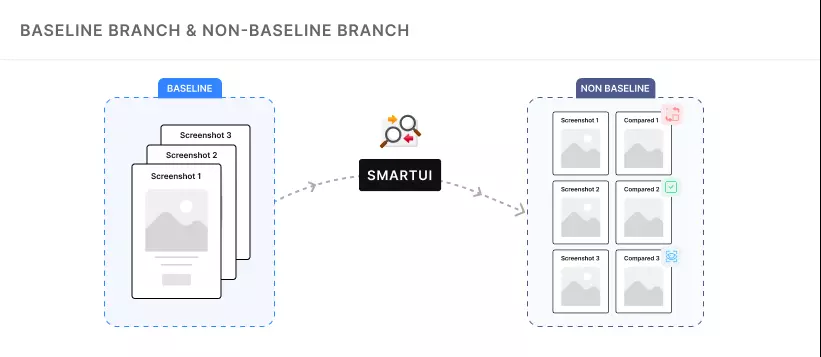 BASELINE BRANCH & NON-BASELINE BRANCH
BASELINE
Screenshot 3
Screenshot 2
Screenshot 1
SMARTUI
NON BASELINE
Screenshot 1
Compared 1
Screenshot 2
Compared 2
Screenshot 3
Compared 3